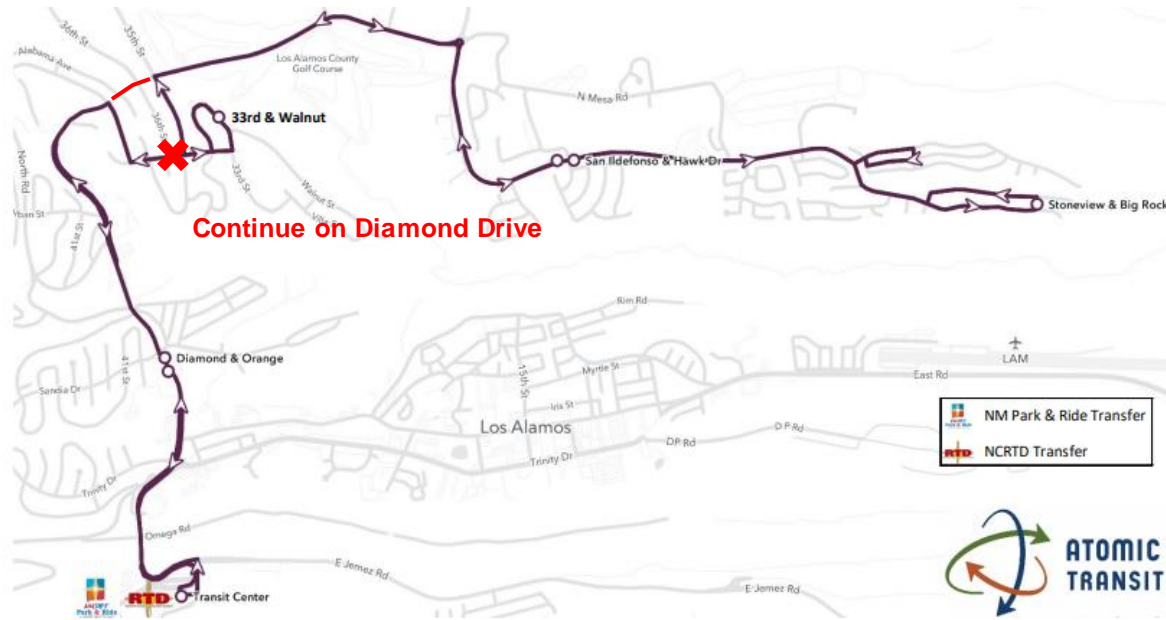 36th St
35th St
Alabama Ave
Los Alamos County
Golf Course
N Mesa Rd
33rd & Walnut
36th St
33rd St
North Rd
San Ildefonso & Hawk Dr
Walnut St
Stoneview & Big Rock
41st St
Continue on Diamond Drive
Rim Rd
Diamond & Orange
41st St
LAM
Myrtle St
15th St
East Rd
Sandia Dr
Iris St
Los Alamos
NM Park & Ride Transfer
DP Rd
DP Rd
Trinity Dr
RTD
NCRTD Transfer
Trinity Dr
Omega Rd
E Jemez Rd
ATOMIC
TRANSIT
E Jemez Rd
Park & Ride
RTD
Transit Center